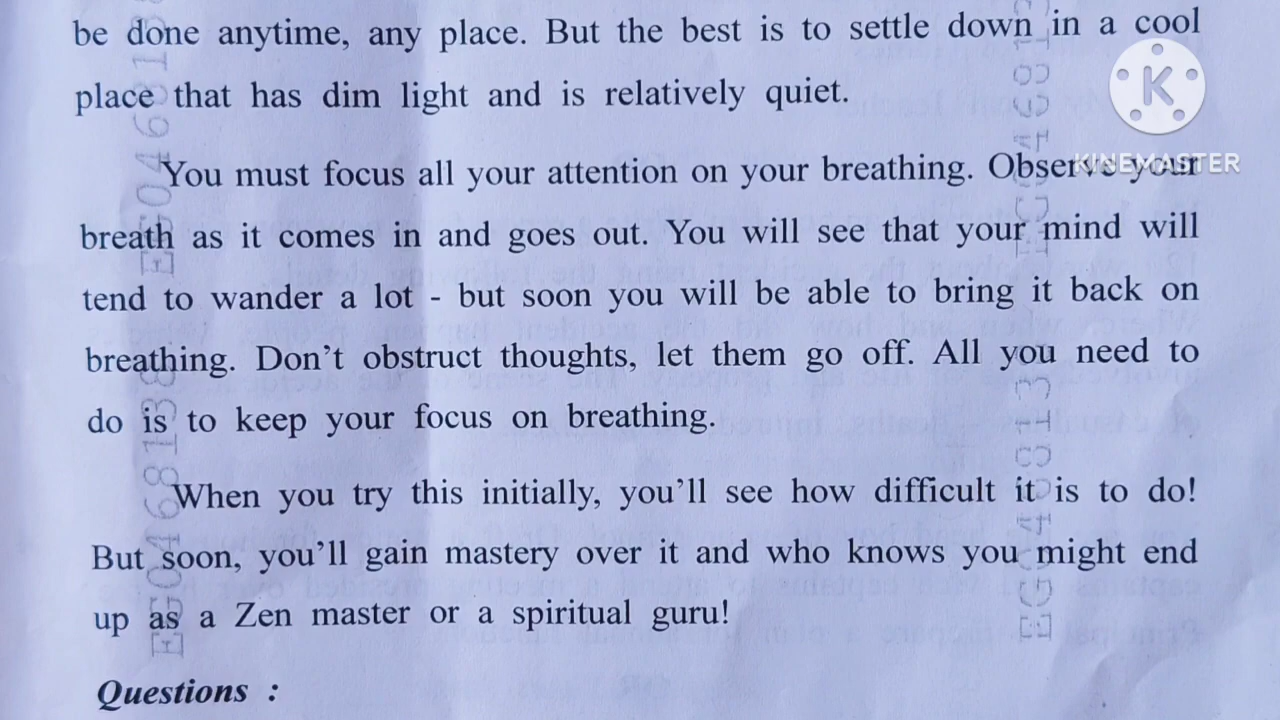 be done anytime, any place. But the best is to settle down in a cool
place that has dim light and is relatively quiet.
You must focus all your attention on your breathing. Observe your
breath as it comes in and goes out. You will see that your mind will
tend to wander a lot - but soon you will be able to bring it back on
breathing. Don't obstruct thoughts, let them go off. All you need to
do is to keep your focus on breathing.
When you try this initially, you'll see how difficult it is to do!
But soon, you'll gain mastery over it and who knows you might end
up as a Zen master or a spiritual guru!
Questions :
K
KINEMASTER